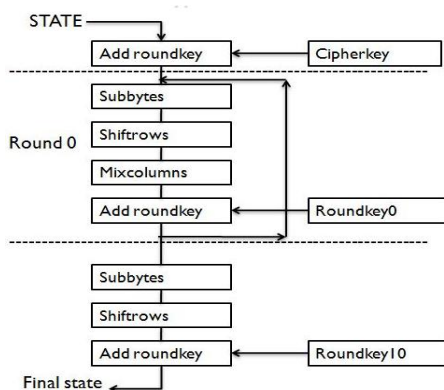 STATE
Add roundkey
Cipherkey
Subbytes
Shiftrows
Round 0
Mixcolumns
Add roundkey
Roundkey0
Subbytes
Shiftrows
Add roundkey
Roundkey10
Final state